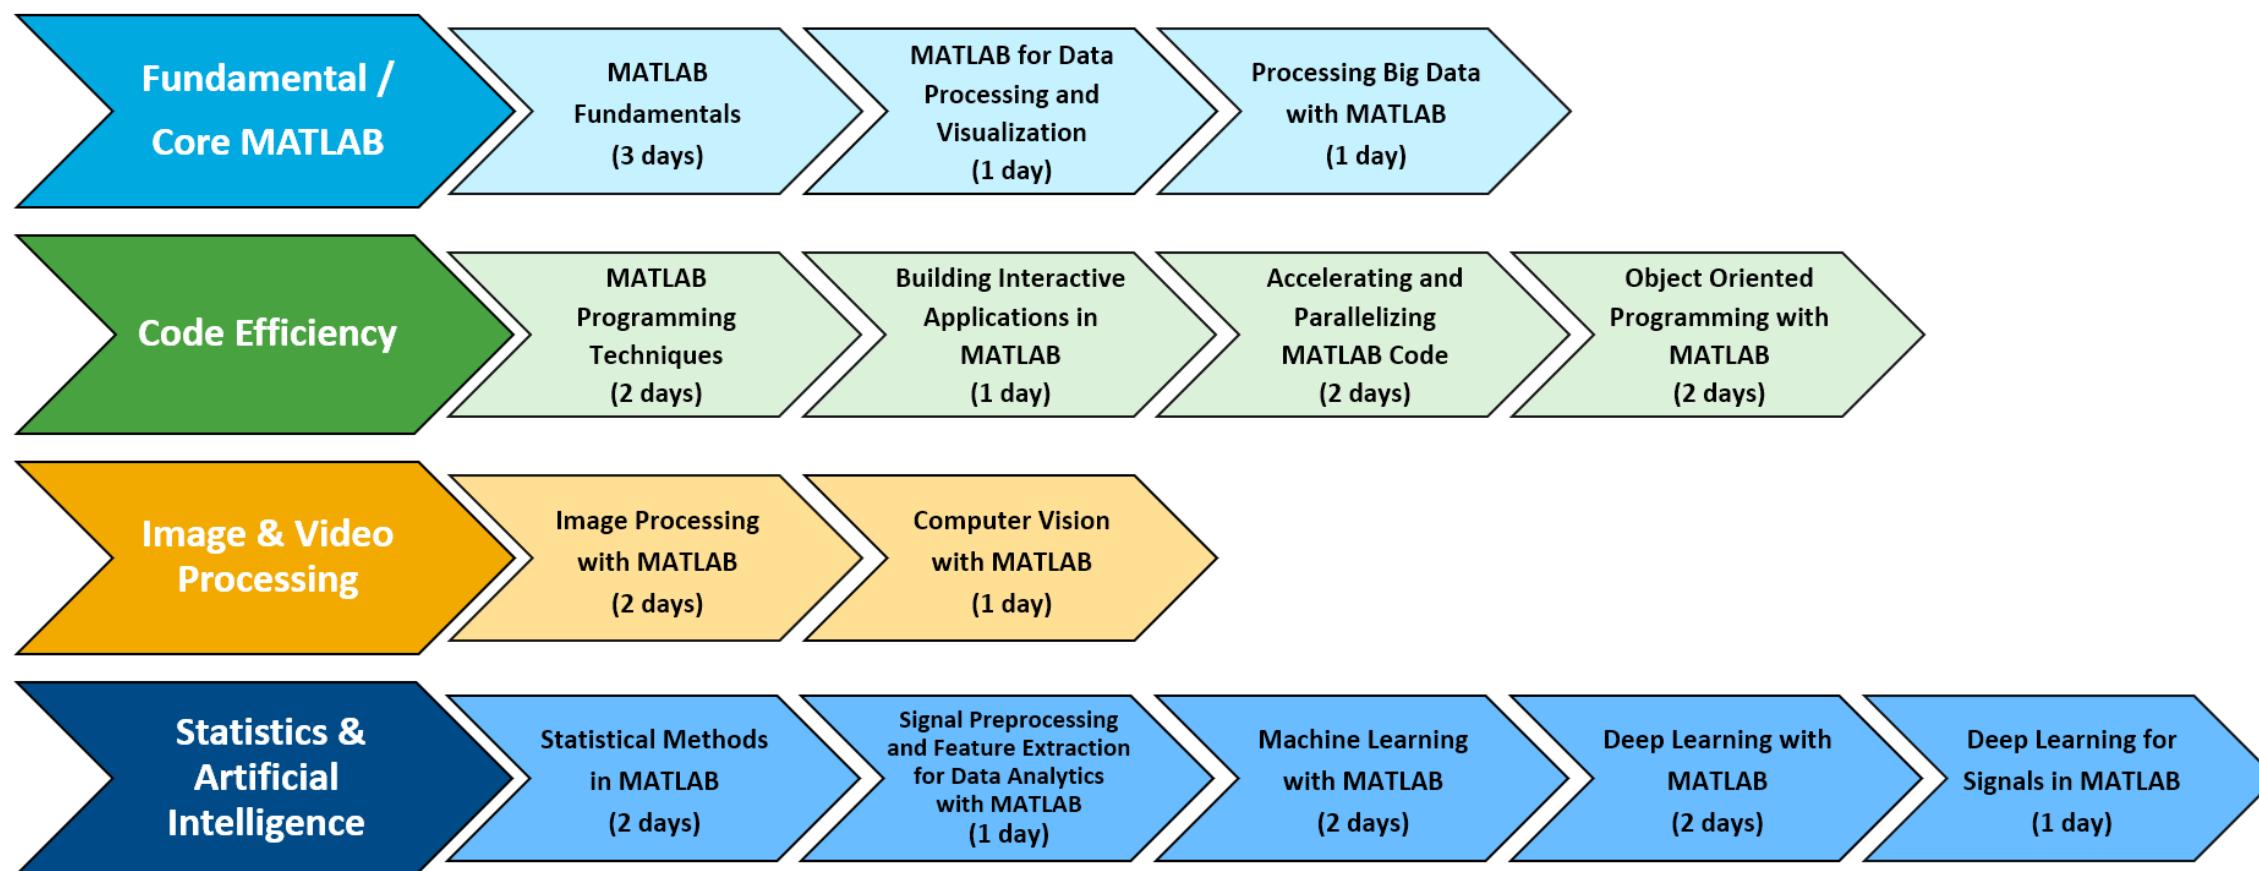 Fundamental /
Core MATLAB
MATLAB
Fundamentals
(3 days)
MATLAB for Data
Processing and
Visualization
(1 day)
Processing Big Data
with MATLAB
(1 day)
Code Efficiency
MATLAB
Programming
Techniques
(2 days)
Building Interactive
Applications in
MATLAB
(1 day)
Accelerating and
Parallelizing
MATLAB Code
(2 days)
Object Oriented
Programming with
MATLAB
(2 days)
Image & Video
Processing
Image Processing
with MATLAB
(2 days)
Computer Vision
with MATLAB
(1 day)
Statistics &
Artificial
Intelligence
Statistical Methods
in MATLAB
(2 days)
Signal Preprocessing
and Feature Extraction
for Data Analytics
with MATLAB
(1 day)
Machine Learning
with MATLAB
(2 days)
Deep Learning with
MATLAB
(2 days)
Deep Learning for
Signals in MATLAB
(1 day)